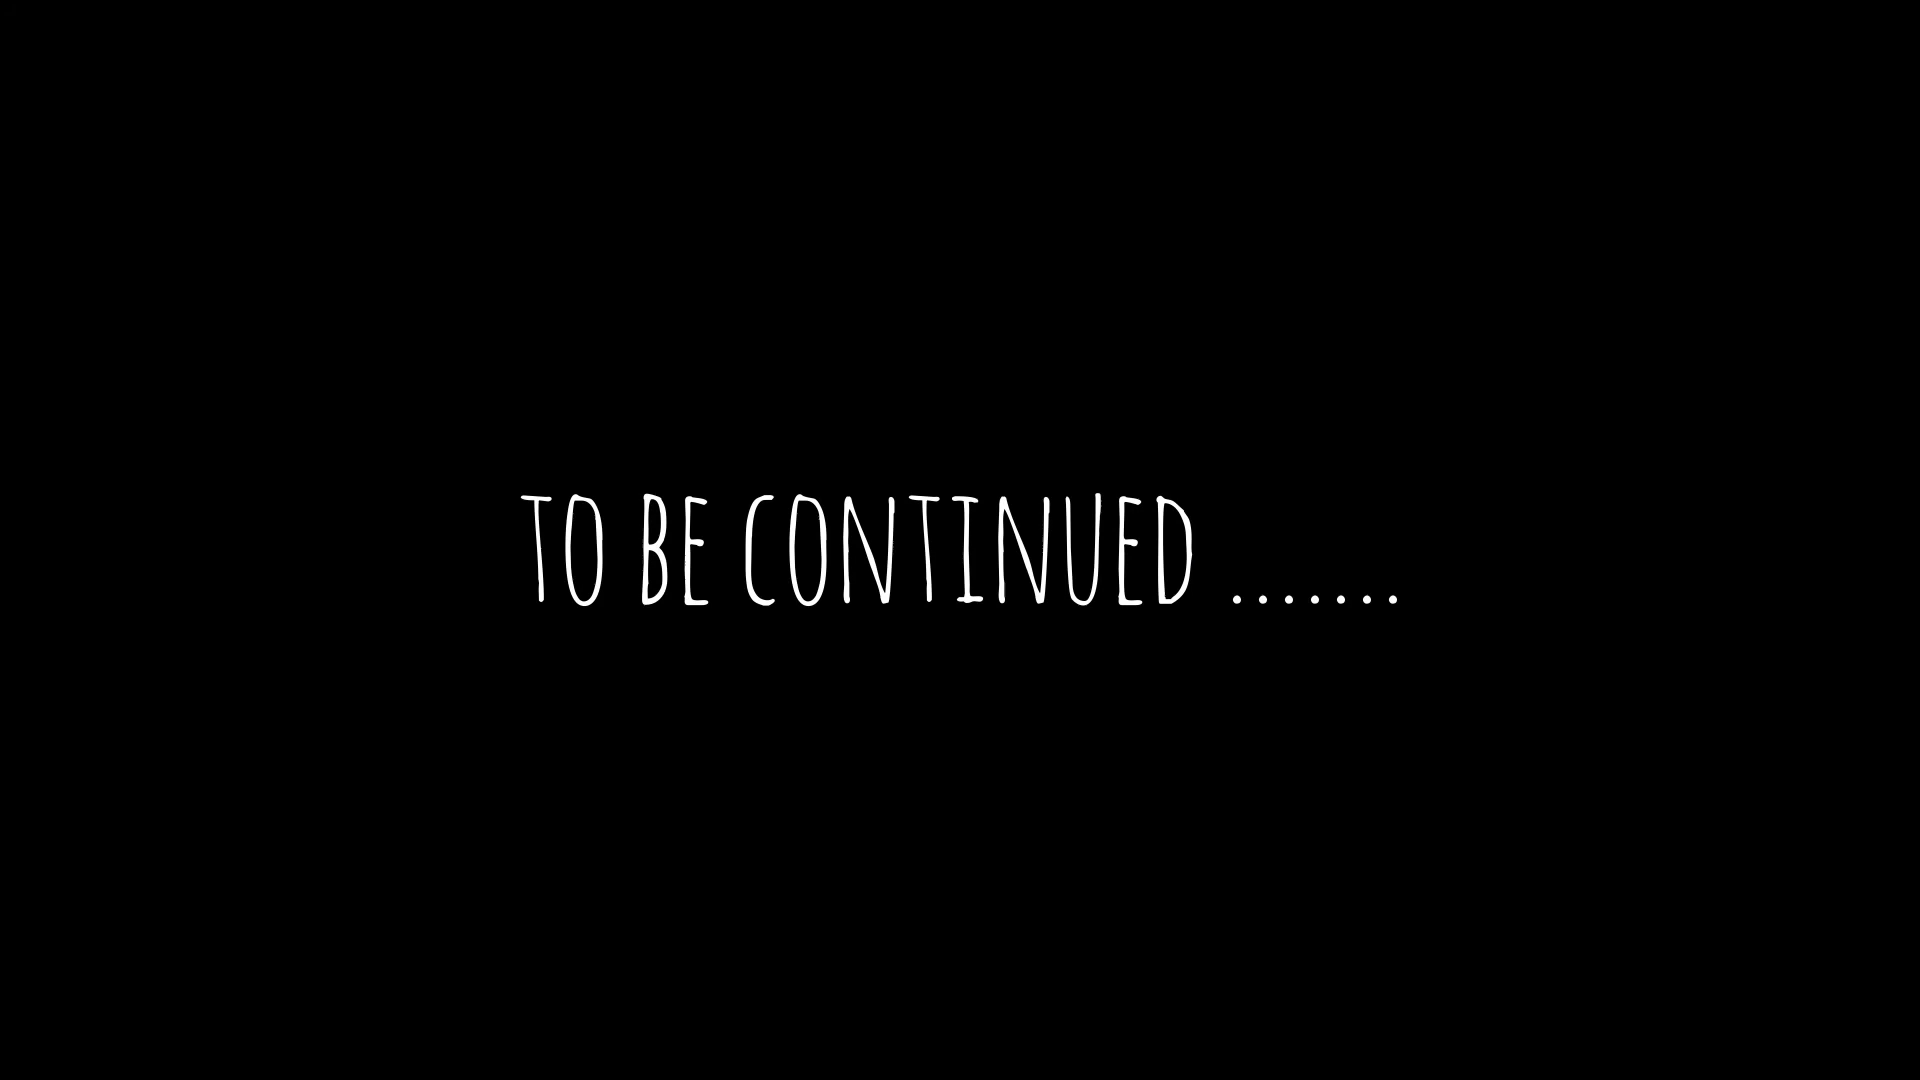 TO BE CONTINUED .......